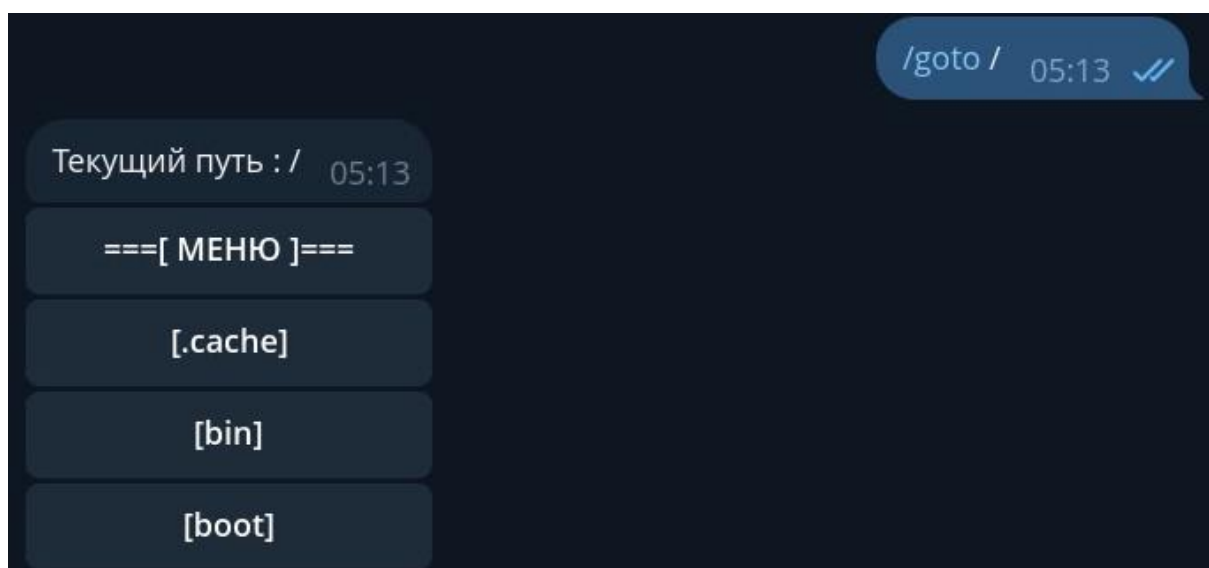 /goto / 05:13
Текущий путь : / 05:13
===[ МЕНЮ ]===
[.cache]
[bin]
[boot]